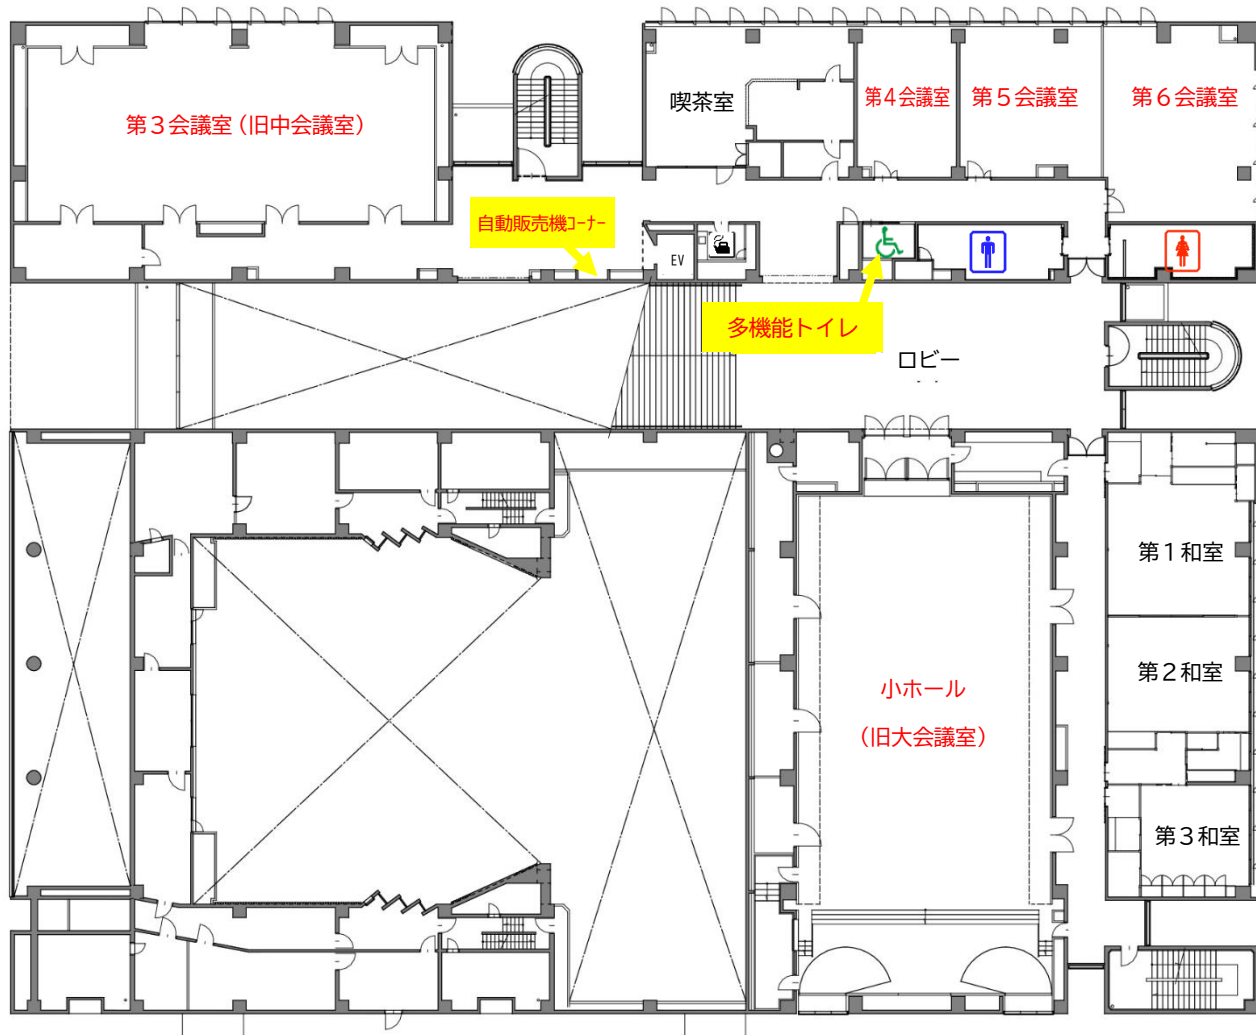 喫茶室
第4会議室
第5会議室
第6会議室
第3会議室(旧中会議室)
自動販売機ｺｰﾅｰ
EV
多機能トイレ
ロビー
第1和室
第2和室
小ホール
(旧大会議室)
第3和室